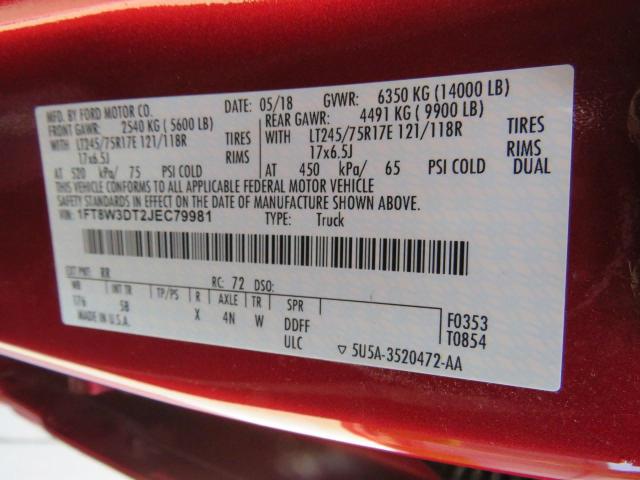 MFD. BY FORD MOTOR CO.
DATE: 05/18 GVWR: 6350 KG (14000 LB)
FRONT GAWR: 2540 KG (5600 LB) REAR GAWR: 4491 KG (9900 LB)
WITH LT245/75R17E 121/118R TIRES WITH LT245/75R17E 121/118R TIRES
17x6.5J RIMS 17x6.5J RIMS
AT 520 kPa/ 75 PSI COLD AT 450 kPa/ 65 PSI COLD DUAL
THIS VEHICLE CONFORMS TO ALL APPLICABLE FEDERAL MOTOR VEHICLE
SAFETY STANDARDS IN EFFECT ON THE DATE OF MANUFACTURE SHOWN ABOVE.
VIN: 1FT8W3DT2JEC79981 TYPE: Truck
EXT PNT: RR RC: 72 DSO:
WB INT TR TP/PS R AXLE TR SPR
176 5B X 4N W DDFF F0353
MADE IN U.S.A. ULC T0854
▽ 5U5A-3520472-AA